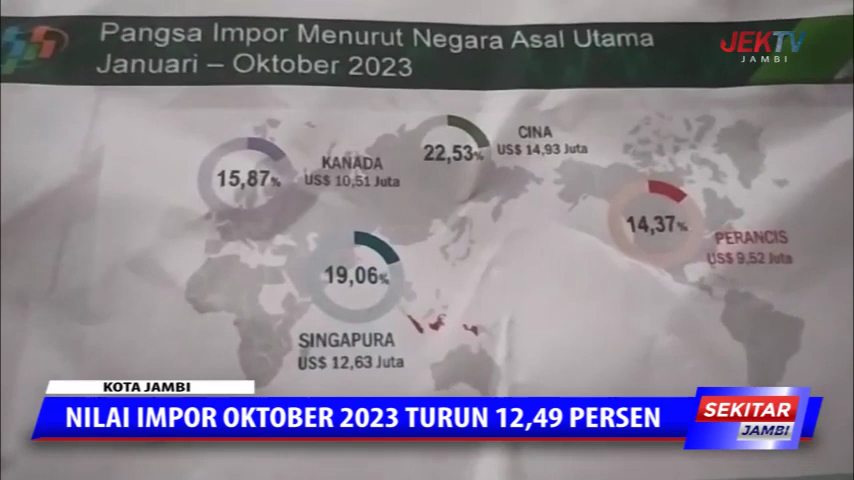 Pangsa Impor Menurut Negara Asal Utama
Januari – Oktober 2023
JEKTV
JAMBI
CINA
22,53%
US$ 14,93 Juta
KANADA
15,87%
US$ 10,51 Juta
14,37%
PERANCIS
US$ 9,52 Juta
19,06%
SINGAPURA
US$ 12,63 Juta
KOTA JAMBI
NILAI IMPOR OKTOBER 2023 TURUN 12,49 PERSEN
SEKITAR
JAMBI